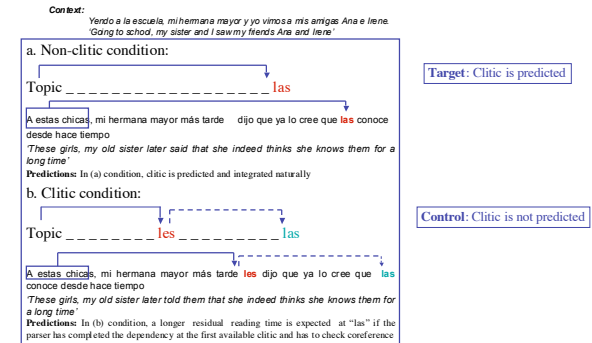 Context:
Yendo a la escuela, mi hermana mayor y yo vimos a mis amigas Ana e Irene.
'Going to school, my sister and I saw my friends Ana and Irene'
a. Non-clitic condition:
Topic _ _ _ _ _ _ _ _ _ _ _ _ _ _ _ _ _ _ las
A estas chicas, mi hermana mayor más tarde dijo que ya lo cree que las conoce
desde hace tiempo
'These girls, my old sister later said that she indeed thinks she knows them for a
long time'
Predictions: In (a) condition, clitic is predicted and integrated naturally
Target: Clitic is predicted
b. Clitic condition:
Topic _ _ _ _ _ _ _ _ les _ _ _ _ _ _ _ _ _ las
A estas chicas, mi hermana mayor más tarde les dijo que ya lo cree que las
conoce desde hace tiempo
'These girls, my old sister later told them that she indeed thinks she knows them for
a long time'
Predictions: In (b) condition, a longer residual reading time is expected at "las" if the
parser has completed the dependency at the first available clitic and has to check coreference
Control: Clitic is not predicted